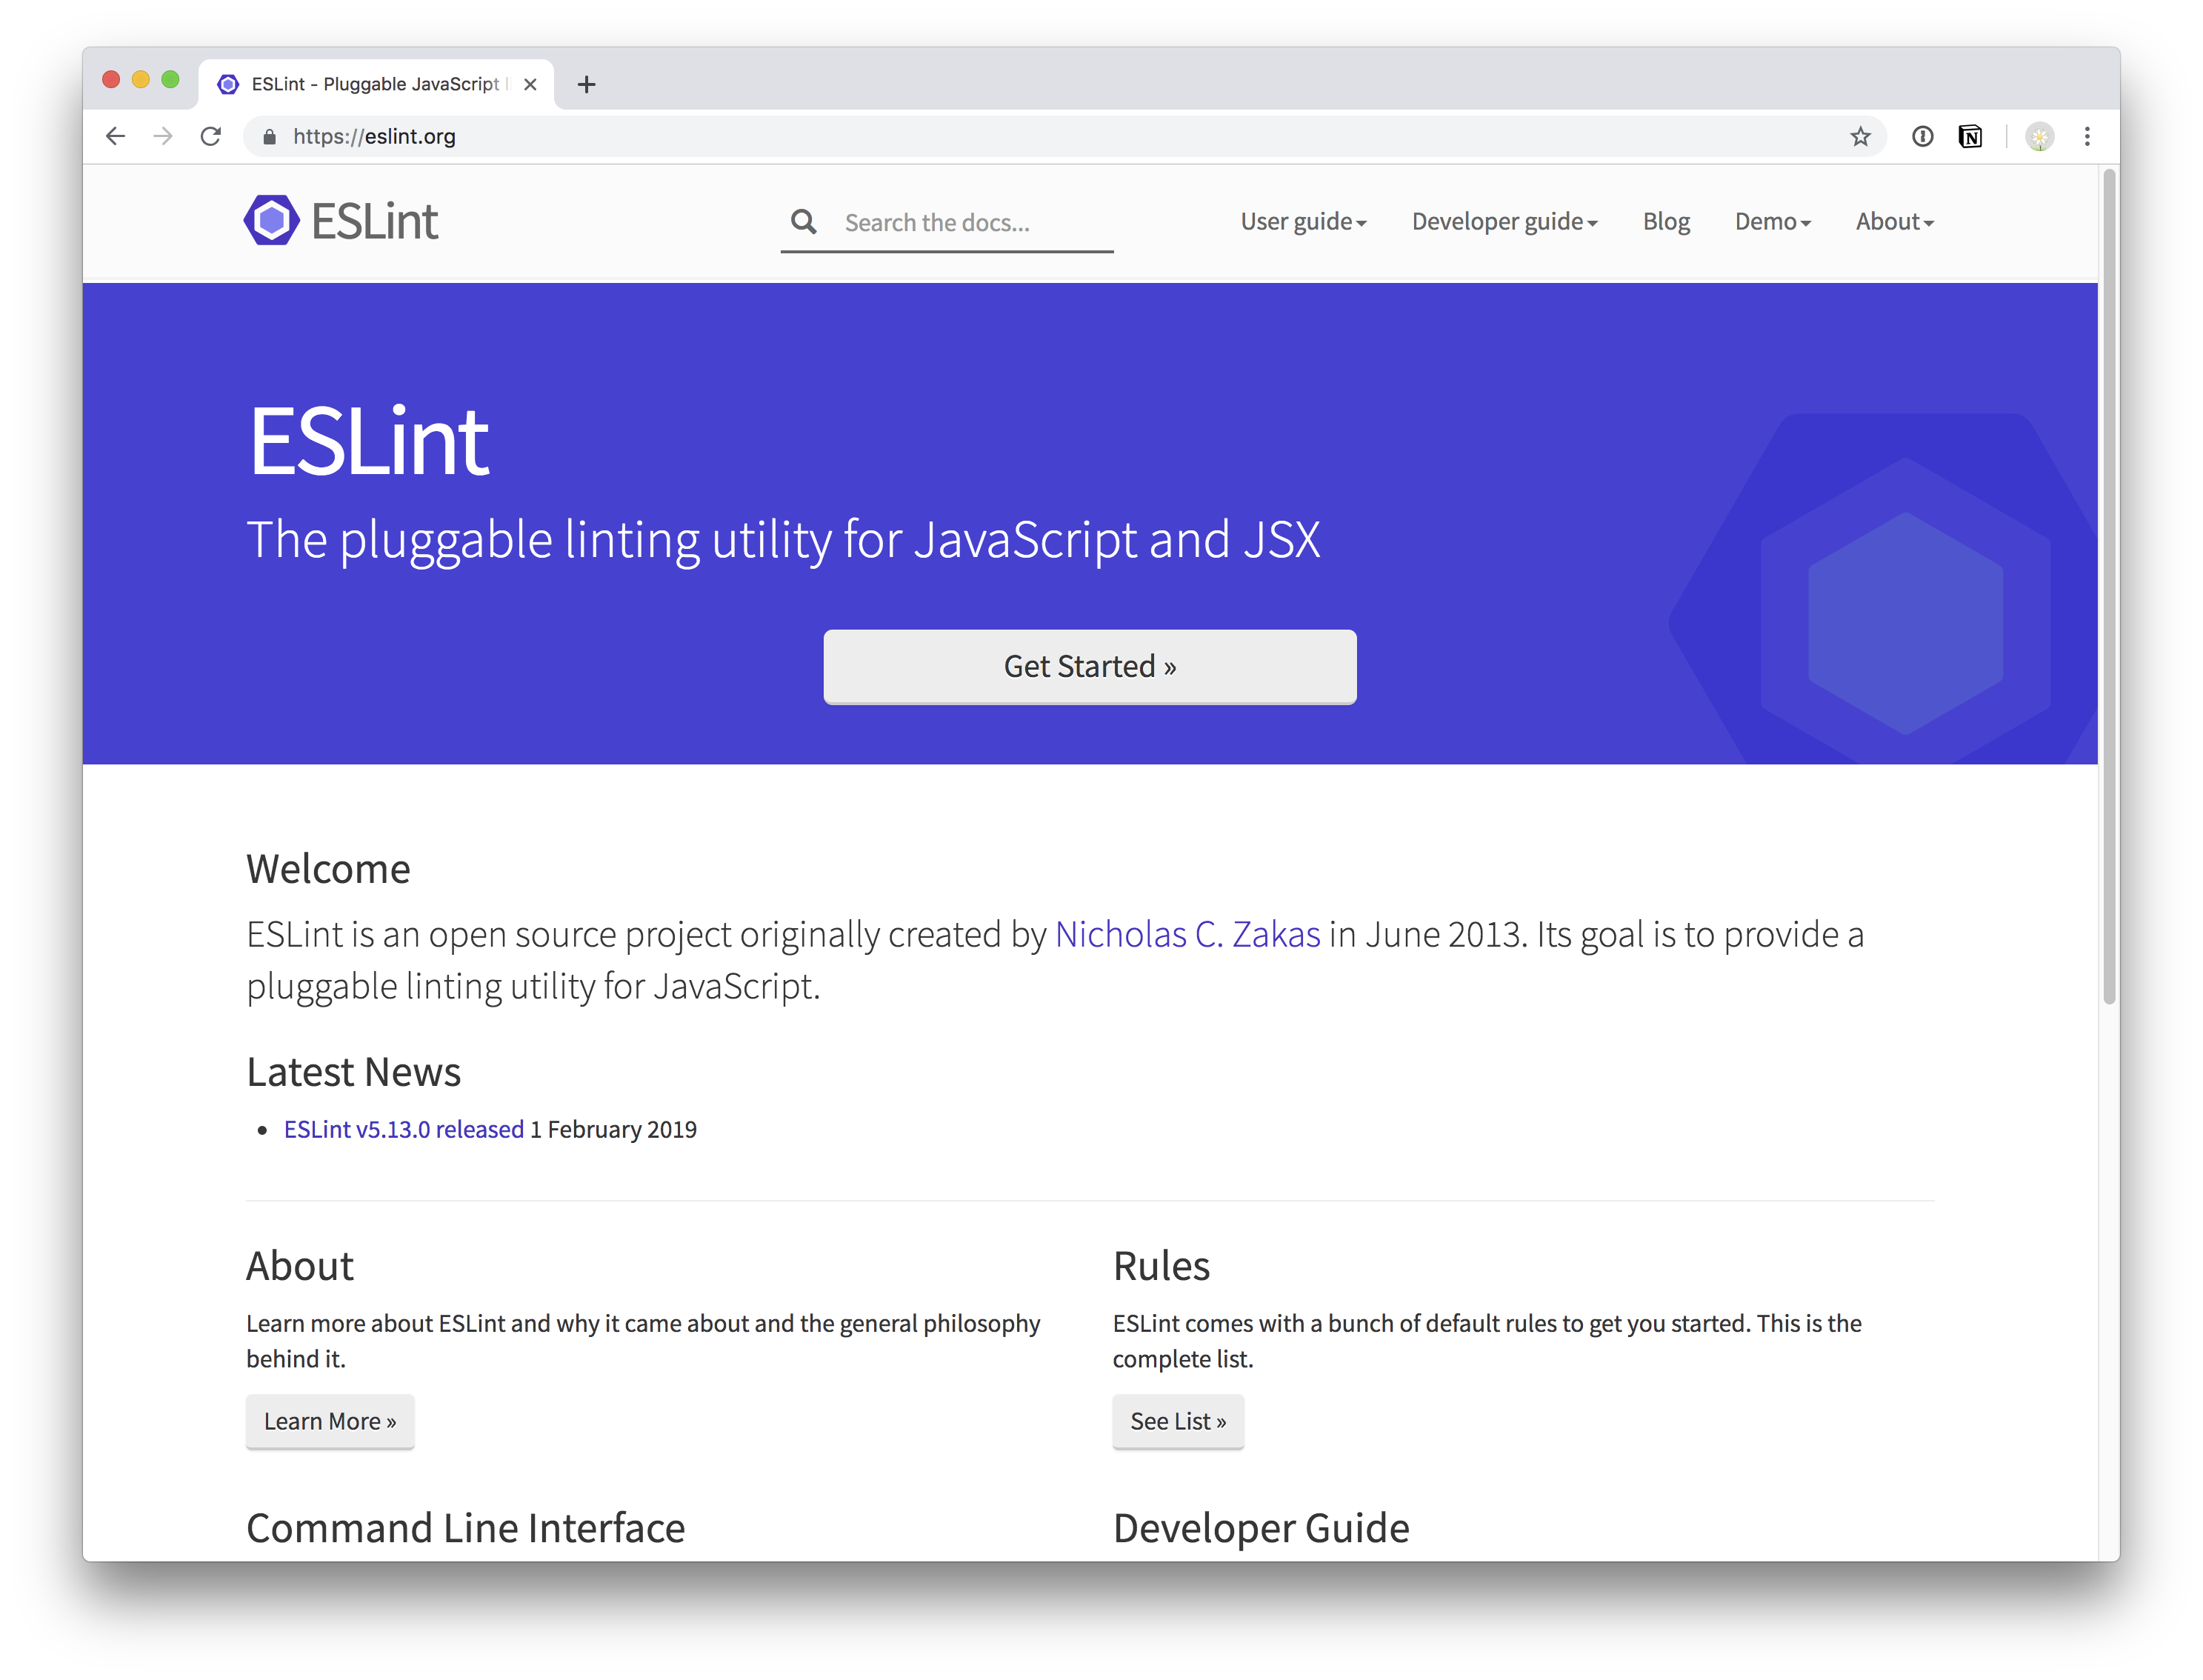 ESLint - Pluggable JavaScript
https://eslint.org
ESLint
Search the docs...
User guide
Developer guide
Blog
Demo
About
ESLint
The pluggable linting utility for JavaScript and JSX
Get Started »
Welcome
ESLint is an open source project originally created by Nicholas C. Zakas in June 2013. Its goal is to provide a
pluggable linting utility for JavaScript.
Latest News
• ESLint v5.13.0 released 1 February 2019
About
Learn more about ESLint and why it came about and the general philosophy
behind it.
Learn More »
Rules
ESLint comes with a bunch of default rules to get you started. This is the
complete list.
See List »
Command Line Interface
Developer Guide